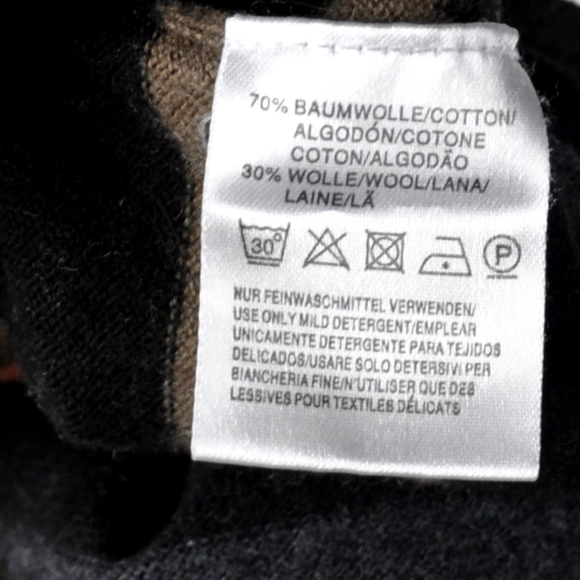 70% BAUMWOLLE/COTTON/
ALGODÓN/COTONE
COTON/ALGODÃO
30% WOLLE/WOOL/LANA/
LAINE/LÃ
30° P
NUR FEINWASCHMITTEL VERWENDEN/
USE ONLY MILD DETERGENT/EMPLEAR
UNICAMENTE DETERGENTE PARA TEJIDOS
DELICADOS/USARE SOLO DETERSIVI PER
BIANCHERIA FINE/N'UTILISER QUE DES
LESSIVES POUR TEXTILES DÉLICATS